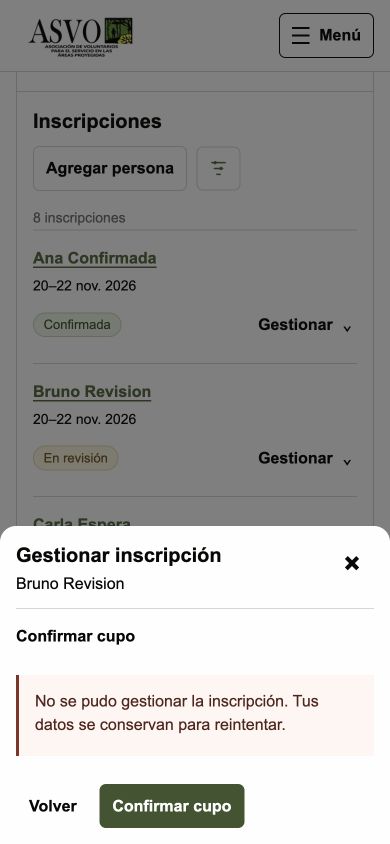 ASVO
ASOCIACIÓN DE VOLUNTARIOS
PARA EL SERVICIO EN LAS
ÁREAS PROTEGIDAS
Menú
Inscripciones
Agregar persona
8 inscripciones
Ana Confirmada
20–22 nov. 2026
Confirmada
Gestionar
Bruno Revision
20–22 nov. 2026
En revisión
Gestionar
Carla Espera
Gestionar inscripción
Bruno Revision
Confirmar cupo
No se pudo gestionar la inscripción. Tus
datos se conservan para reintentar.
Volver
Confirmar cupo